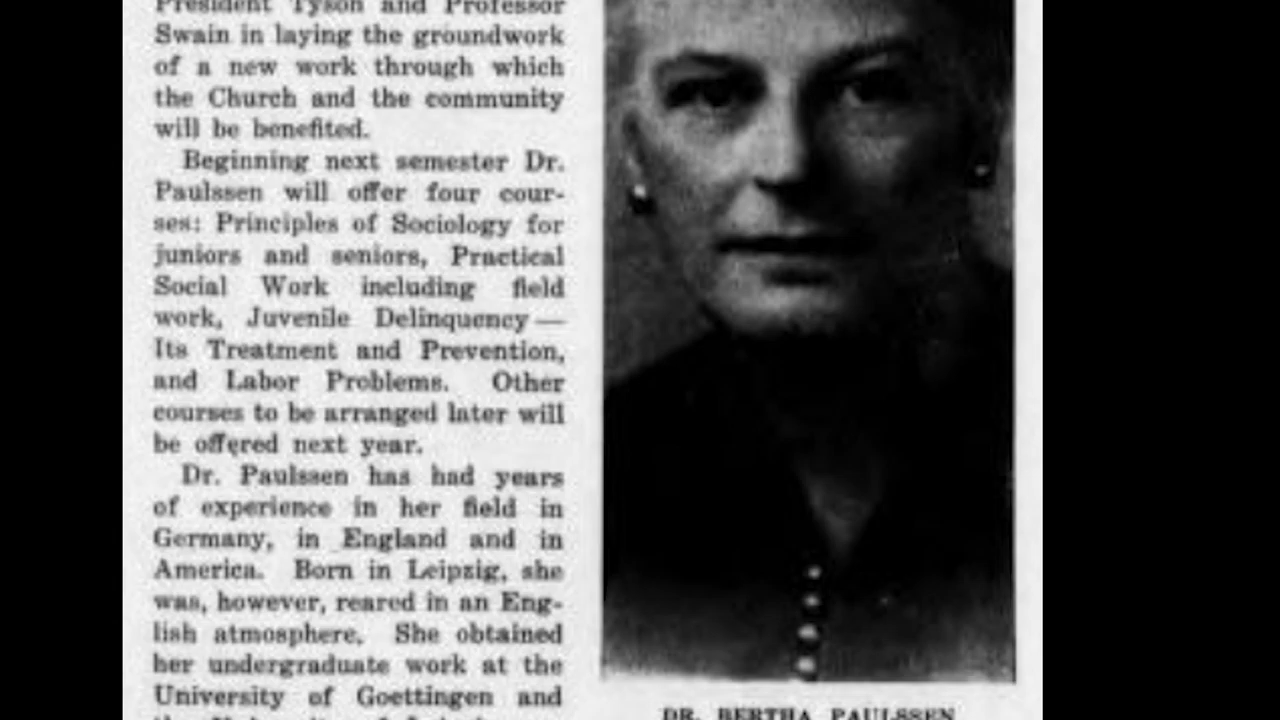 President Tyson and Professor
Swain in laying the groundwork
of a new work through which
the Church and the community
will be benefited.
Beginning next semester Dr.
Paulssen will offer four cour-
ses: Principles of Sociology for
juniors and seniors, Practical
Social Work including field
work, Juvenile Delinquency —
Its Treatment and Prevention,
and Labor Problems. Other
courses to be arranged later will
be offered next year.
Dr. Paulssen has had years
of experience in her field in
Germany, in England and in
America. Born in Leipzig, she
was, however, reared in an Eng-
lish atmosphere. She obtained
her undergraduate work at the
University of Goettingen and
DR. BERTHA PAULSSEN